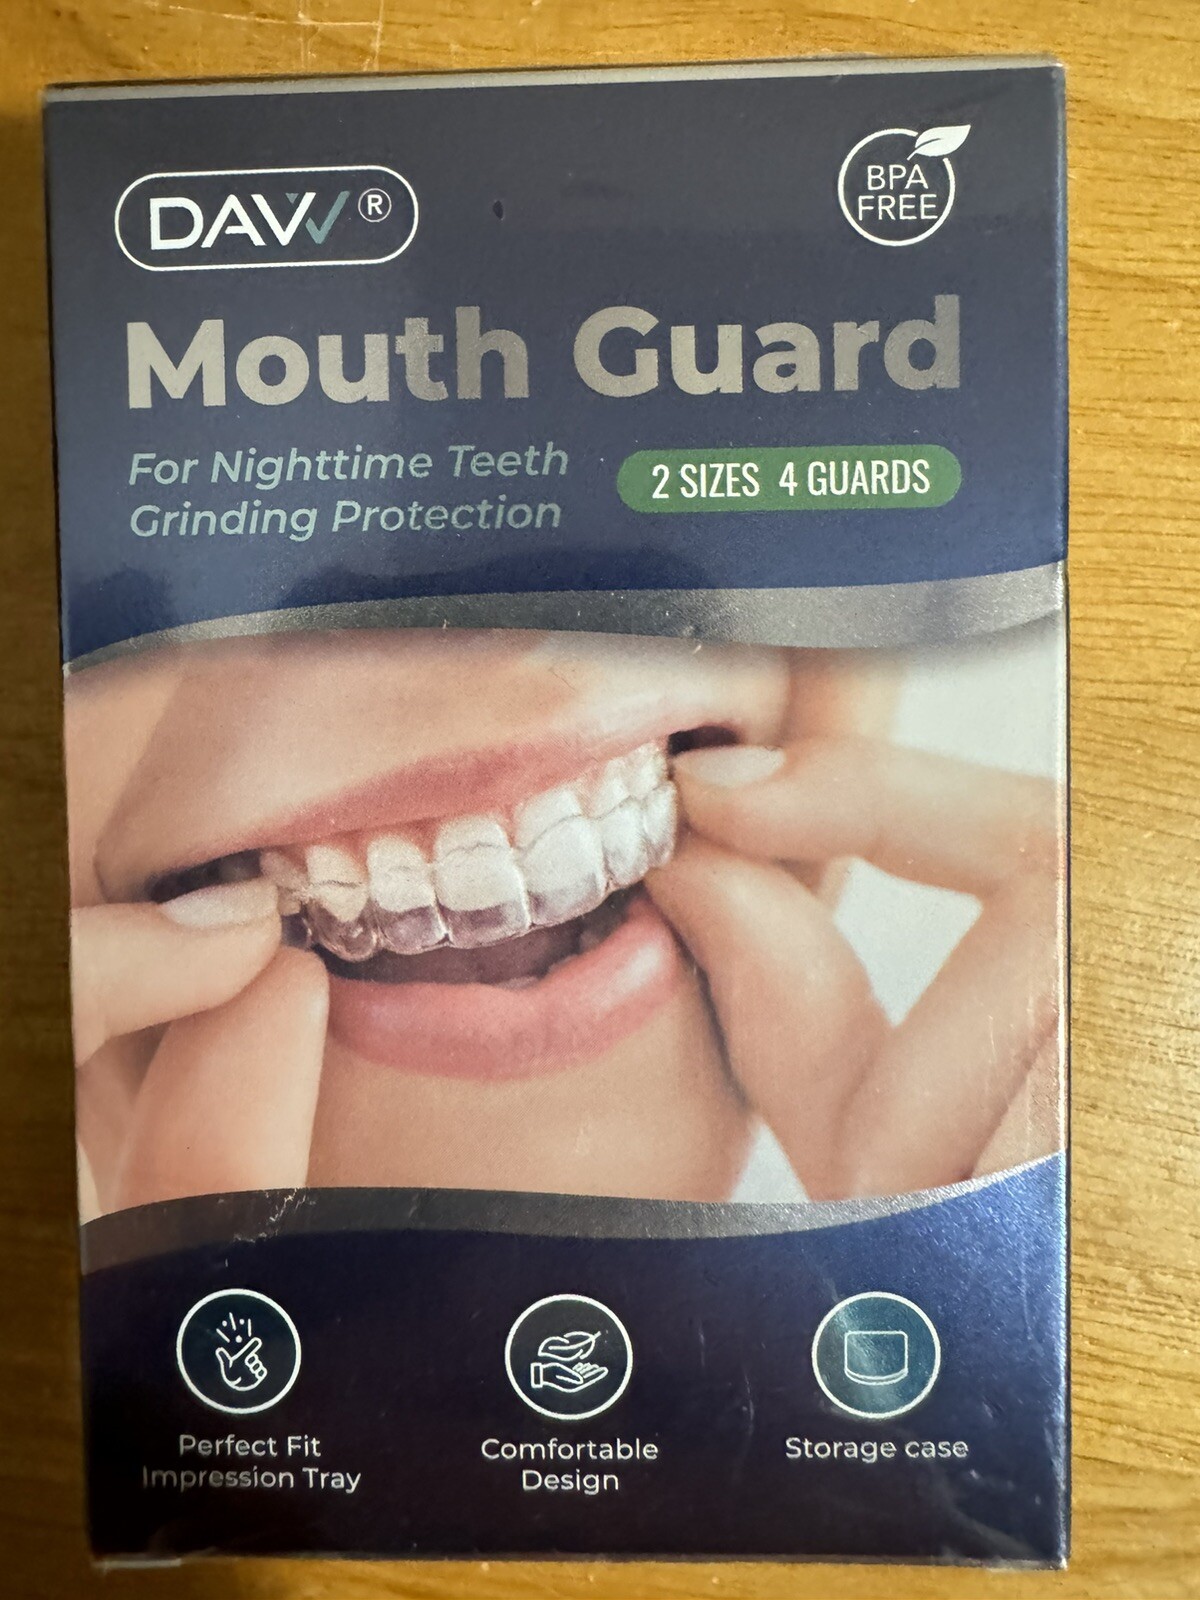 DAVV®
BPA
FREE
Mouth Guard
For Nighttime Teeth
Grinding Protection
2 SIZES 4 GUARDS
Perfect Fit
Impression Tray
Comfortable
Design
Storage case